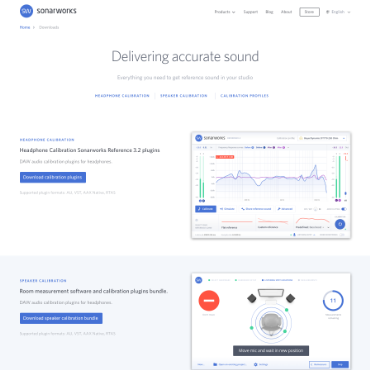 SW sonarworks
Products Support Blog About Store English
Home > Downloads
Delivering accurate sound
Everything you need to get reference sound in your studio
HEADPHONE CALIBRATION SPEAKER CALIBRATION CALIBRATION PROFILES
HEADPHONE CALIBRATION
Headphone Calibration Sonarworks Reference 3.2 plugins
DAW audio calibration plugins for headphones.
Download calibration plugins
Supported plugin formats: AU, VST, AAX Native, RTAS
sonarworks
SPEAKER CALIBRATION
Room measurement software and calibration plugins bundle.
DAW audio calibration plugins for headphones.
Download speaker calibration bundle
Supported plugin formats: AU, VST, AAX Native, RTAS
11
Move mic and wait in new position